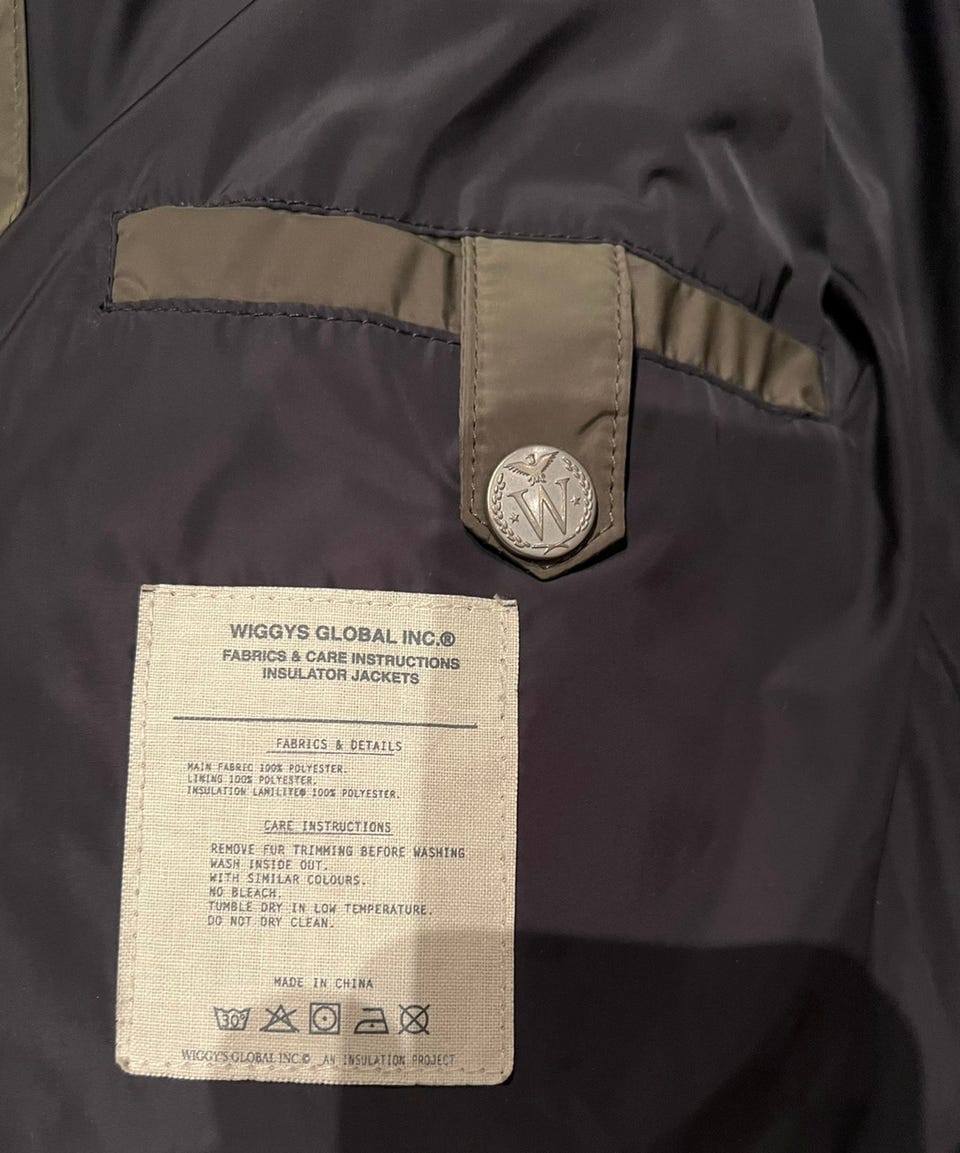 W
WIGGYS GLOBAL INC.®
FABRICS & CARE INSTRUCTIONS
INSULATOR JACKETS
FABRICS & DETAILS
MAIN FABRIC 100% POLYESTER.
LINING 100% POLYESTER.
INSULATION LAMILITE® 100% POLYESTER.
CARE INSTRUCTIONS
REMOVE FUR TRIMMING BEFORE WASHING
WASH INSIDE OUT.
WITH SIMILAR COLOURS.
NO BLEACH.
TUMBLE DRY IN LOW TEMPERATURE.
DO NOT DRY CLEAN.
MADE IN CHINA
30°
WIGGY'S GLOBAL INC © AN INSULATION PROJECT